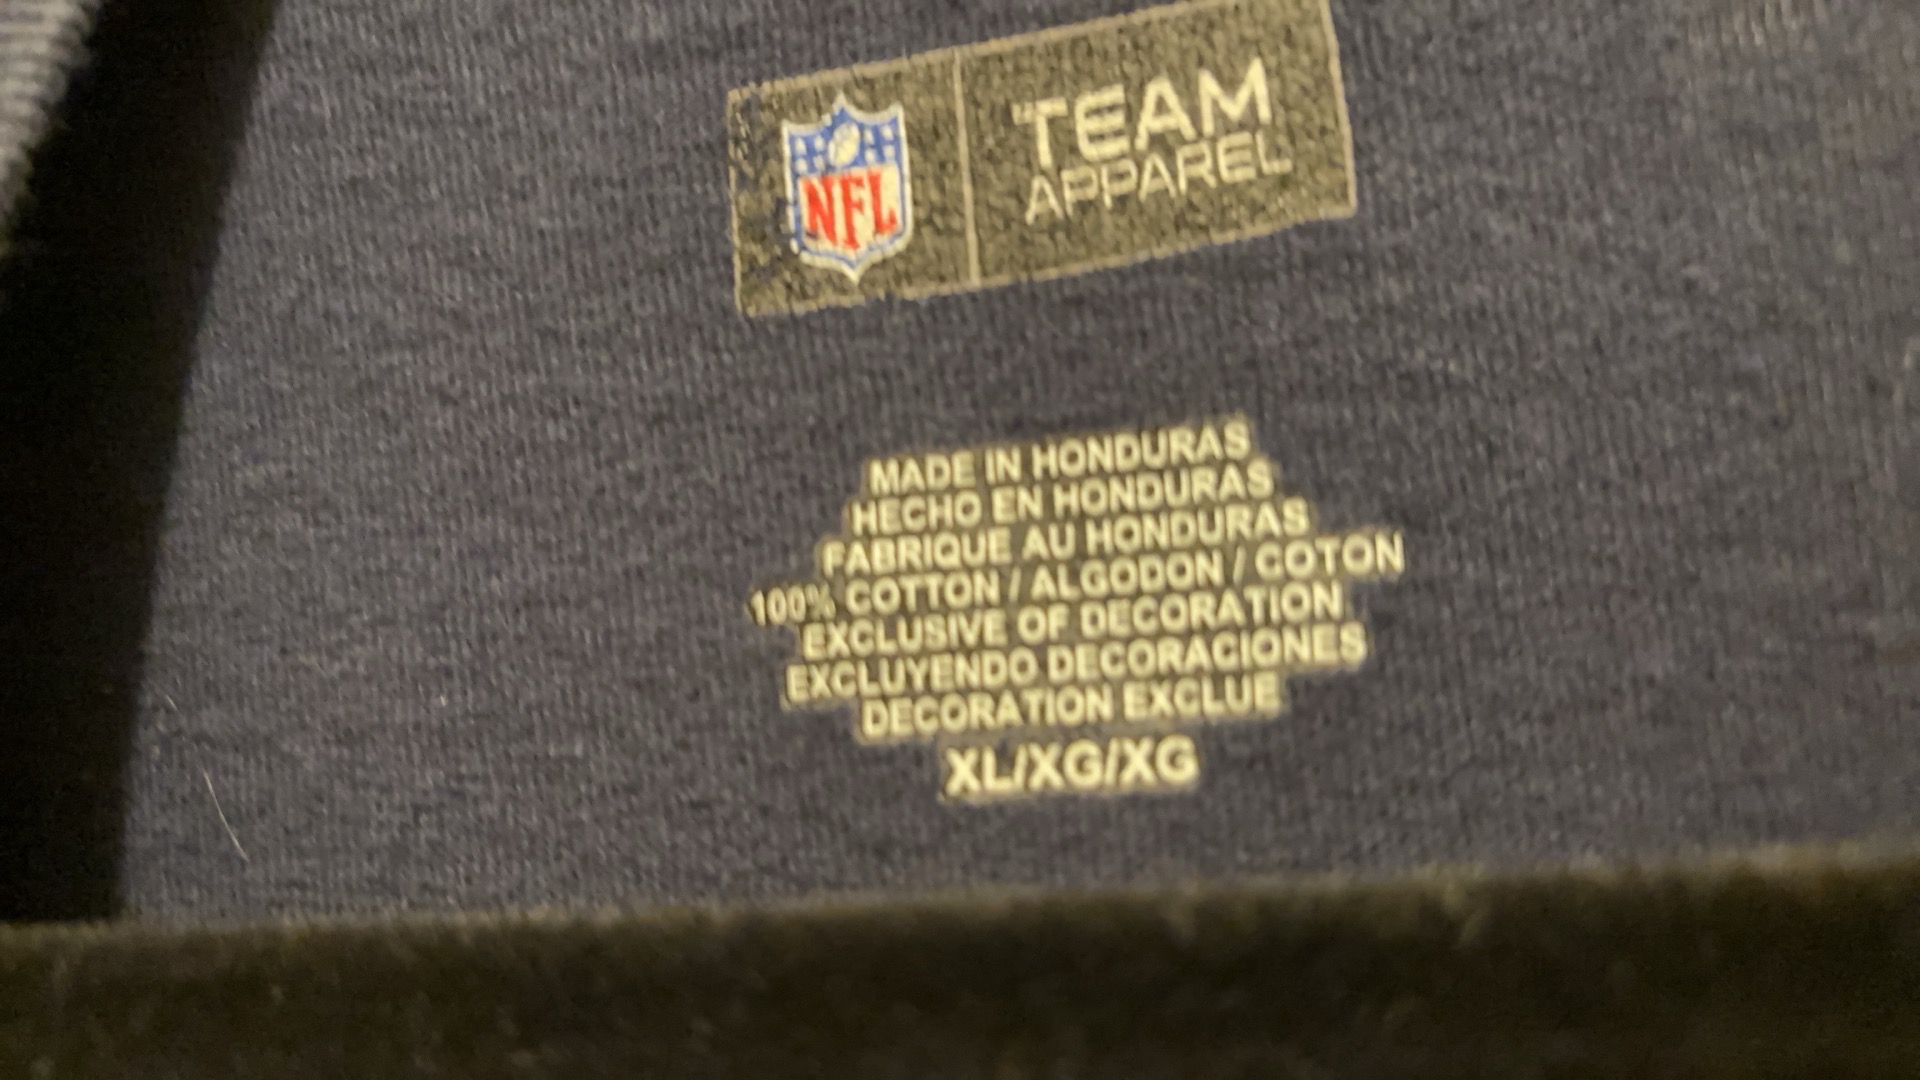 NFL
TEAM
APPAREL
MADE IN HONDURAS
HECHO EN HONDURAS
FABRIQUE AU HONDURAS
100% COTTON / ALGODON / COTON
EXCLUSIVE OF DECORATION
EXCLUYENDO DECORACIONES
DECORATION EXCLUE
XL/XG/XG